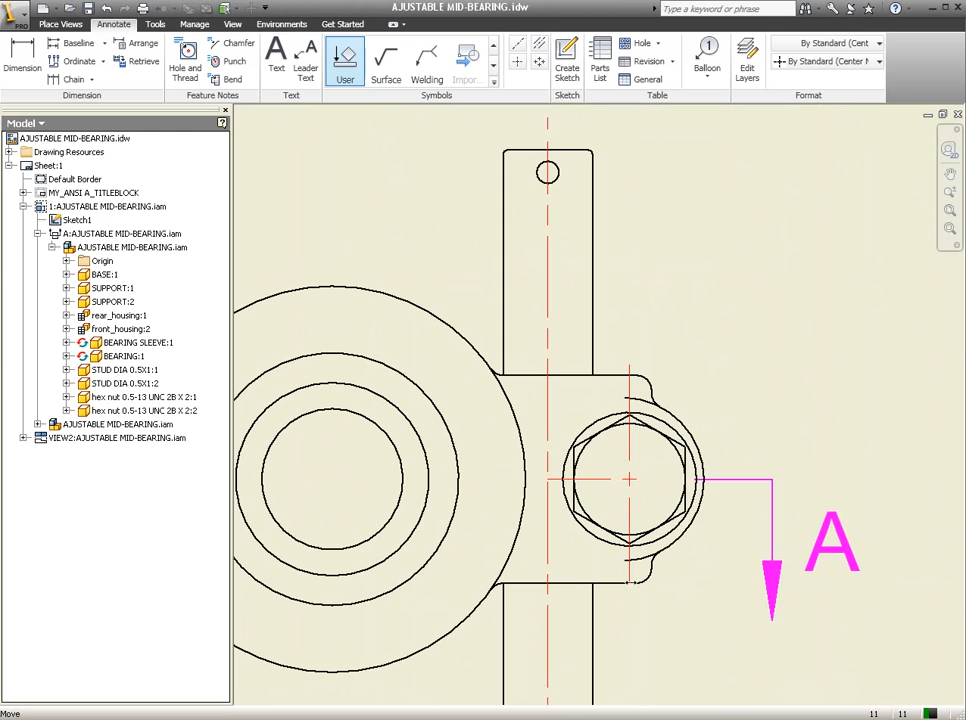 AJUSTABLE MID-BEARING.idw
Type a keyword or phrase
PRO
Place Views
Annotate
Tools
Manage
View
Environments
Get Started
Dimension
Baseline
Ordinate
Chain
Arrange
Retrieve
Dimension
Hole and
Thread
Chamfer
Punch
Bend
Feature Notes
Text
Leader
Text
Text
User
Surface
Welding
Impor...
Symbols
Create
Sketch
Sketch
Parts
List
Hole
Revision
General
Table
Balloon
Edit
Layers
By Standard (Cent
By Standard (Center M
Format
Model
AJUSTABLE MID-BEARING.idw
Drawing Resources
Sheet:1
Default Border
MY_ANSI A_TITLEBLOCK
1:AJUSTABLE MID-BEARING.iam
Sketch1
A:AJUSTABLE MID-BEARING.iam
AJUSTABLE MID-BEARING.iam
Origin
BASE:1
SUPPORT:1
SUPPORT:2
rear_housing:1
front_housing:2
BEARING SLEEVE:1
BEARING:1
STUD DIA 0.5X1:1
STUD DIA 0.5X1:2
hex nut 0.5-13 UNC 2B X 2:1
hex nut 0.5-13 UNC 2B X 2:2
AJUSTABLE MID-BEARING.iam
VIEW2:AJUSTABLE MID-BEARING.iam
A
Move
11
11